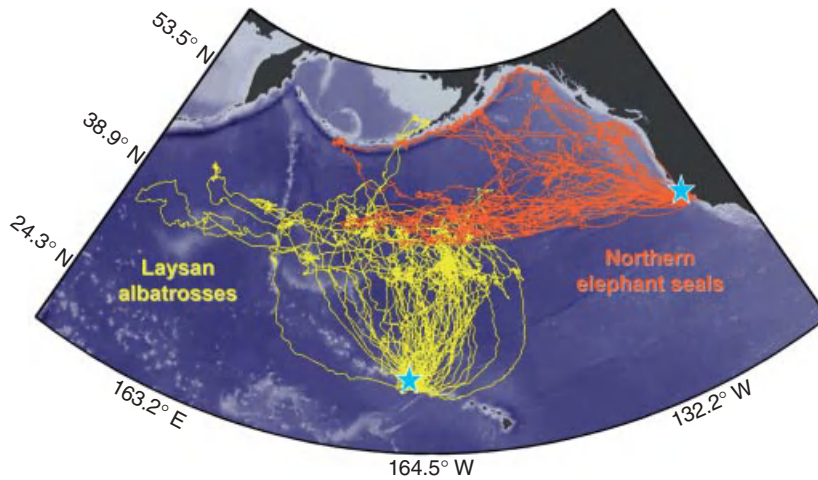 53.5° N
38.9° N
24.3° N
Laysan
albatrosses
Northern
elephant seals
163.2° E
164.5° W
132.2° W